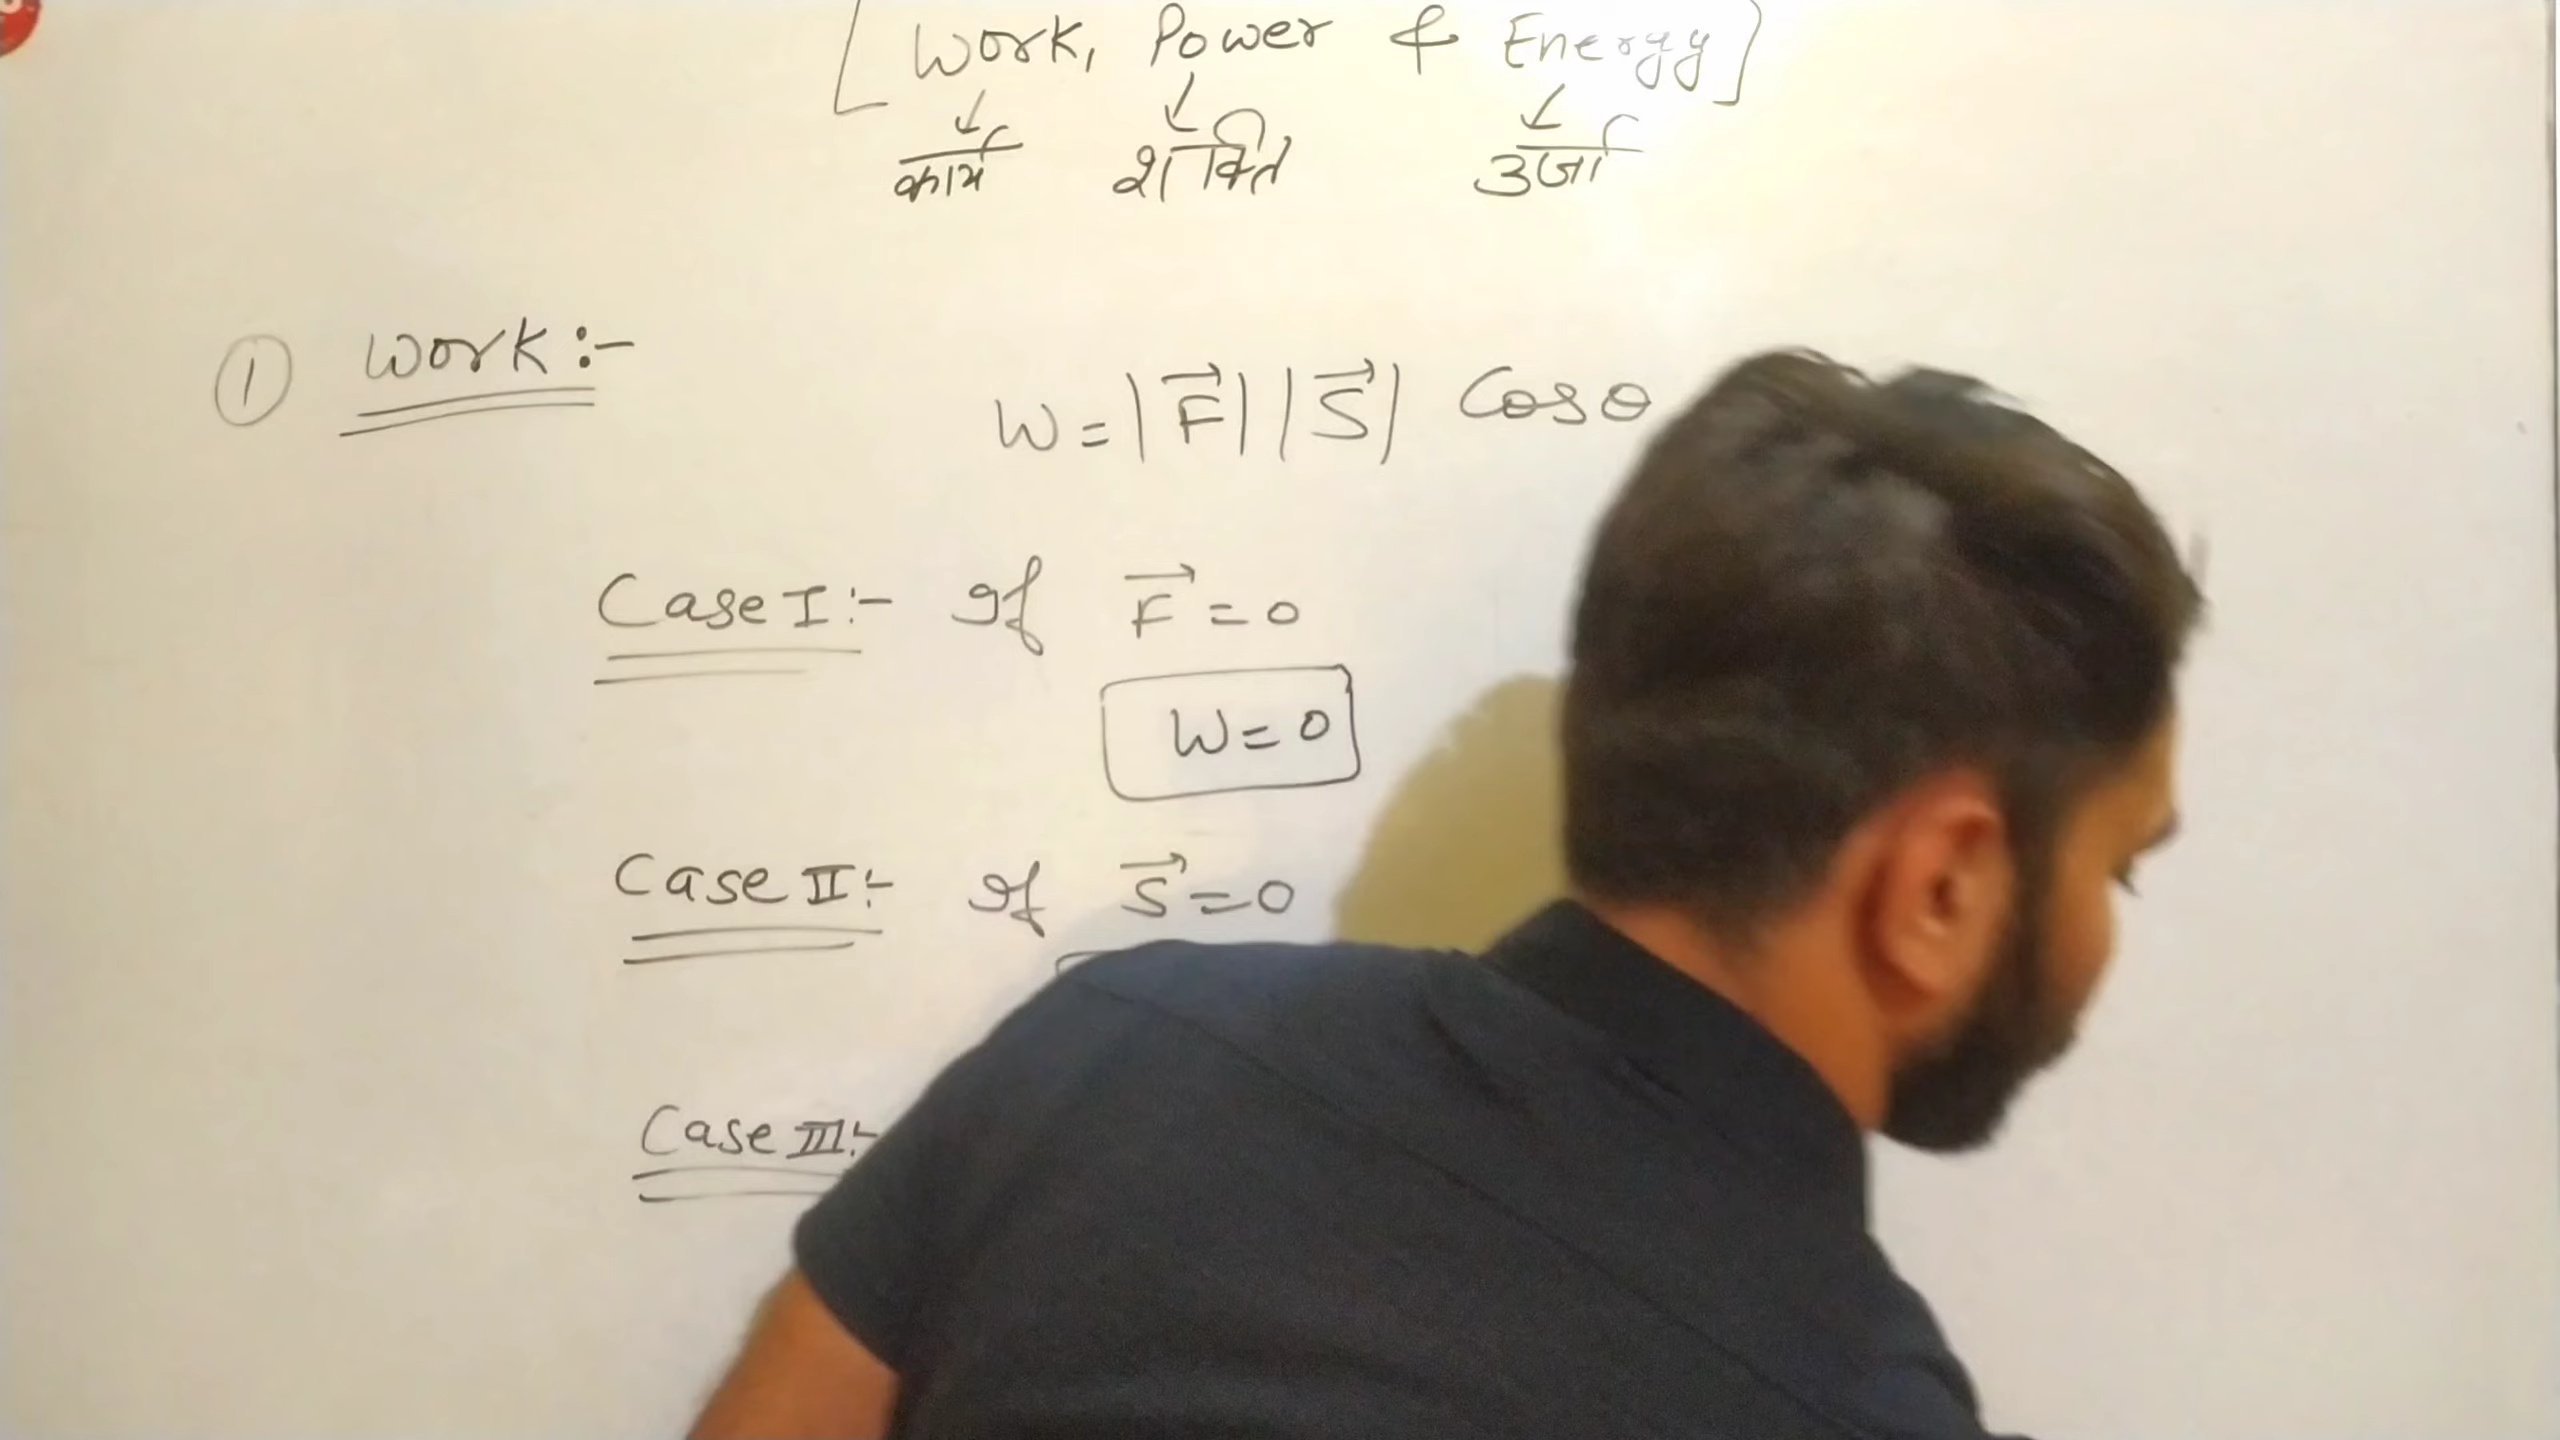 [Work, Power & Energy]
कार्य शक्ति उर्जा
① Work :-
W = |F⃗| |S⃗| Cosθ
Case I :- If F⃗ = 0
W = 0
Case II :- If S⃗ = 0
Case III :-